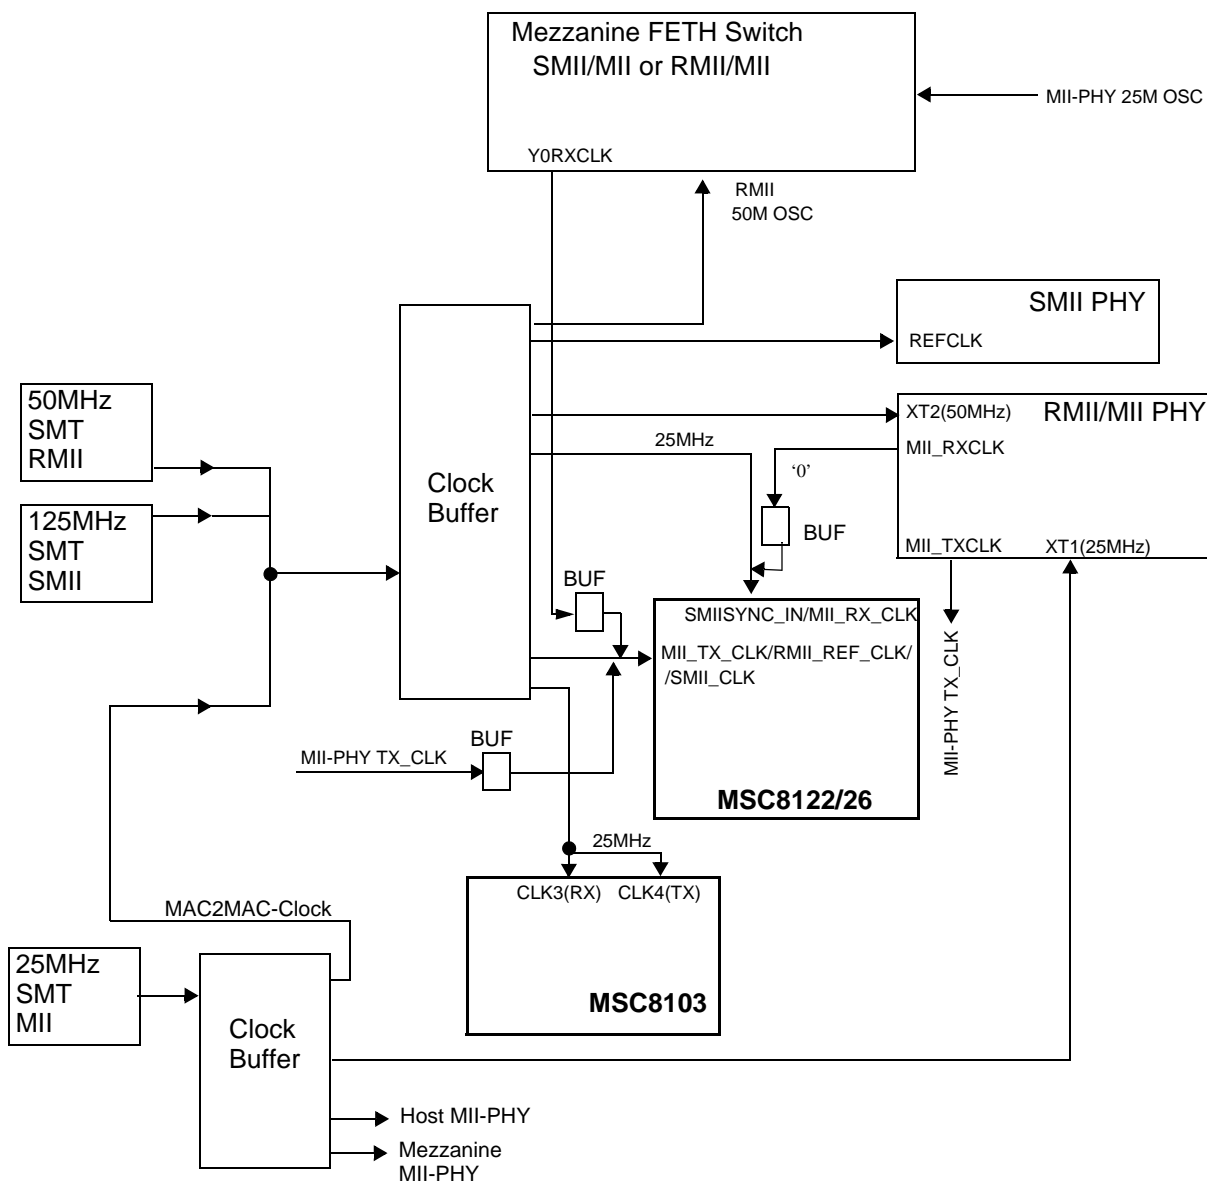 Mezzanine FETH Switch
SMII/MII or RMII/MII
MII-PHY 25M OSC
Y0RXCLK
RMII
50M OSC
SMII PHY
REFCLK
50MHz
SMT
RMII
XT2(50MHz)
RMII/MII PHY
25MHz
MII_RXCLK
‘0’
Clock
Buffer
125MHz
SMT
SMII
BUF
MII_TXCLK
XT1(25MHz)
BUF
SMIISYNC_IN/MII_RX_CLK
MII_TX_CLK/RMII_REF_CLK/
/SMII_CLK
MII-PHY TX_CLK
BUF
MII-PHY TX_CLK
MSC8122/26
25MHz
CLK3(RX)
CLK4(TX)
MAC2MAC-Clock
25MHz
SMT
MII
MSC8103
Clock
Buffer
Host MII-PHY
Mezzanine
MII-PHY